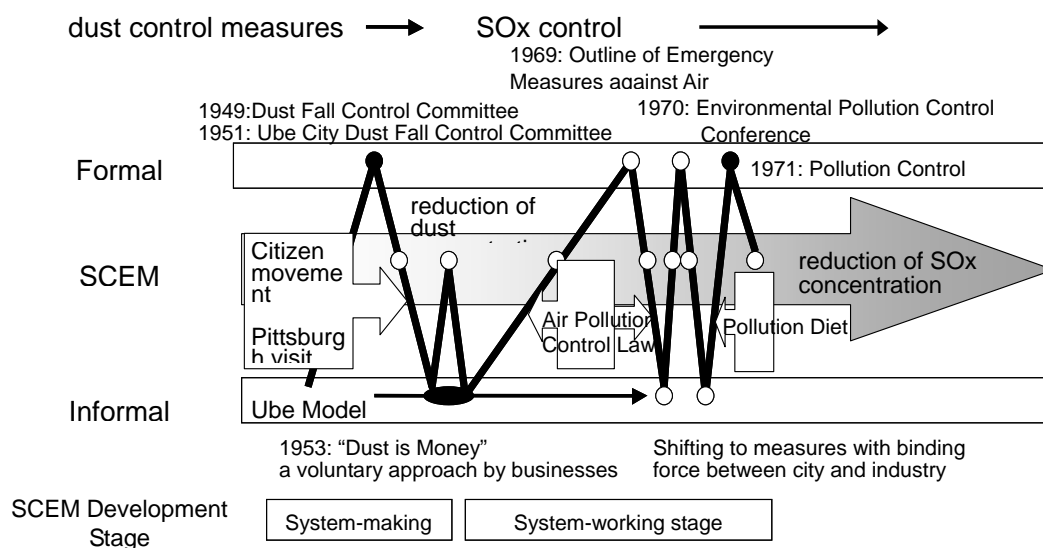 dust control measures
SOx control
1969: Outline of Emergency
Measures against Air
1949:Dust Fall Control Committee
1951: Ube City Dust Fall Control Committee
1970: Environmental Pollution Control
Conference
Formal
1971: Pollution Control
reduction of
dust
SCEM
Citizen
moveme
nt
Pittsburg
h visit
Air Pollution
Control Law
Pollution Diet
reduction of SOx
concentration
Informal
Ube Model
1953: “Dust is Money”
a voluntary approach by businesses
Shifting to measures with binding
force between city and industry
SCEM Development
Stage
System-making
System-working stage